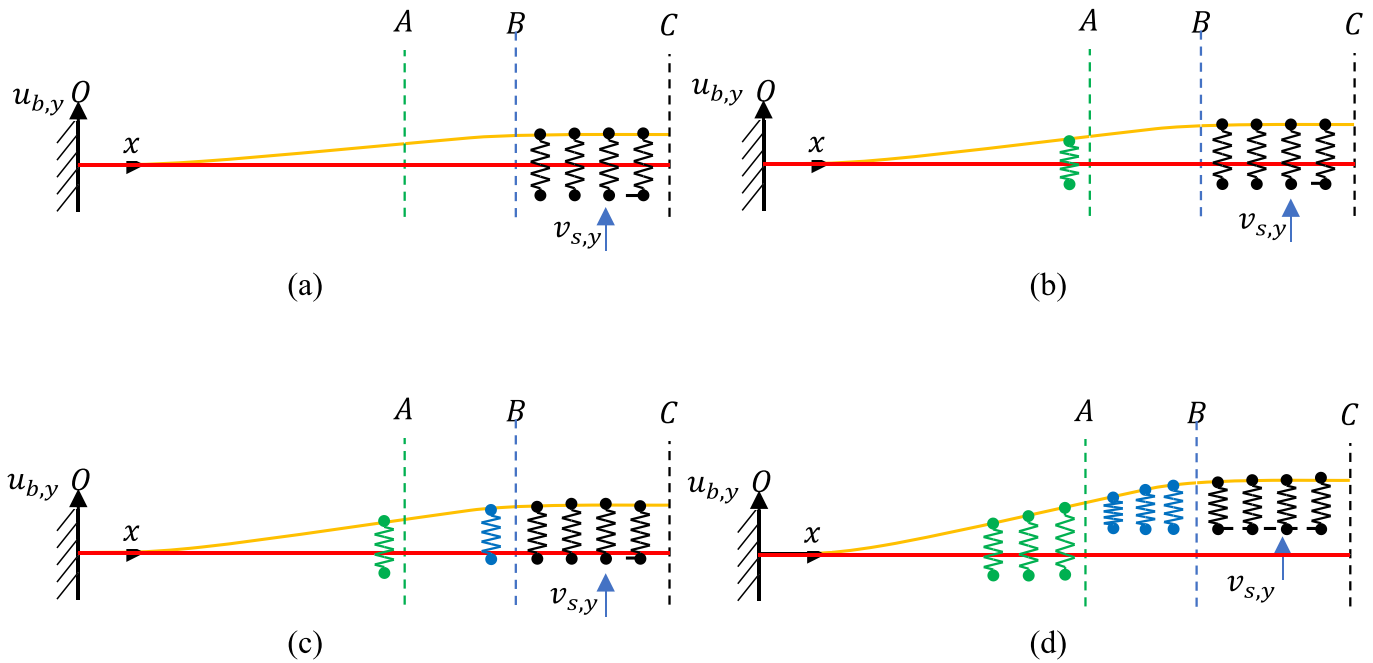 A B C
u_{b,y} O
x
v_{s,y}
(a)
A B C
u_{b,y} O
x
v_{s,y}
(b)
A B C
u_{b,y} O
x
v_{s,y}
(c)
A B C
u_{b,y} O
x
v_{s,y}
(d)